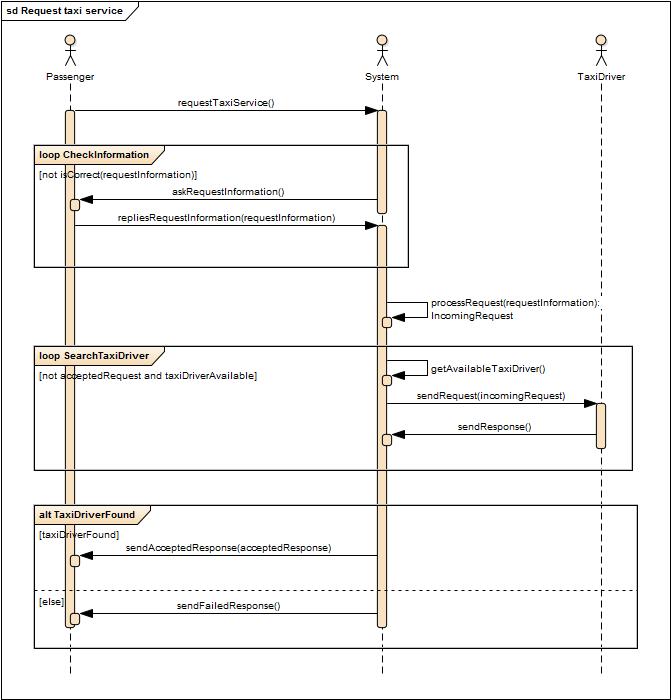 sd Request taxi service
Passenger
System
TaxiDriver
requestTaxiService()
loop CheckInformation
[not isCorrect(requestInformation)]
askRequestInformation()
repliesRequestInformation(requestInformation)
processRequest(requestInformation):
IncomingRequest
loop SearchTaxiDriver
getAvailableTaxiDriver()
[not acceptedRequest and taxiDriverAvailable]
sendRequest(incomingRequest)
sendResponse()
alt TaxiDriverFound
[taxiDriverFound]
sendAcceptedResponse(acceptedResponse)
[else]
sendFailedResponse()